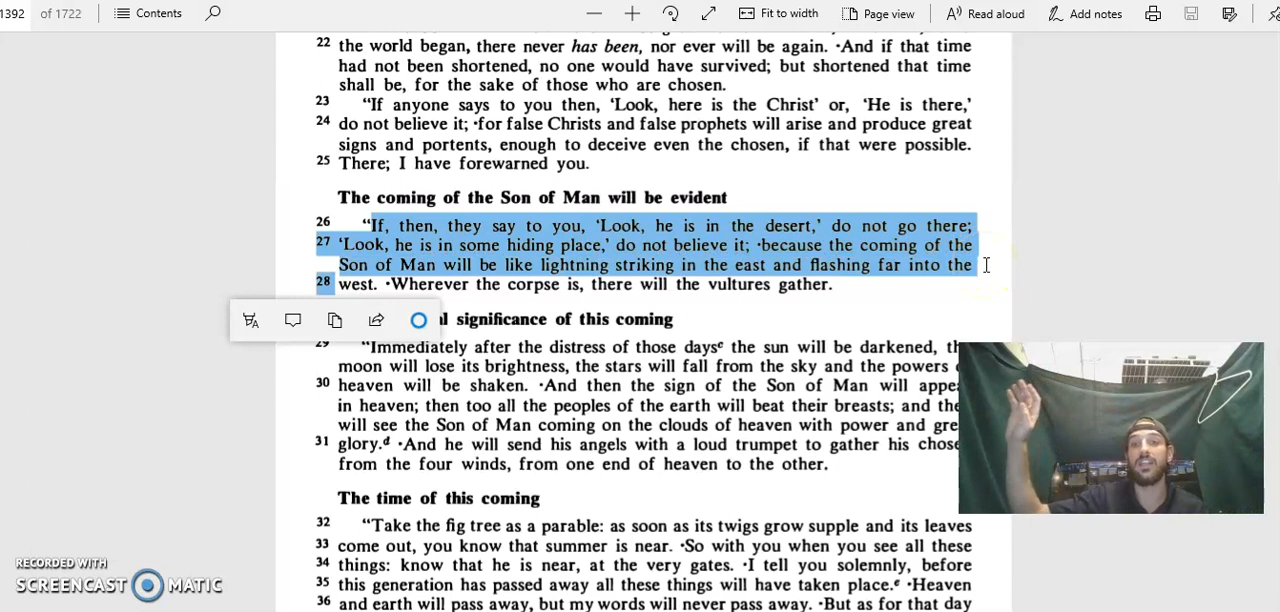 1392 of 1722 Contents Fit to width Page view Read aloud Add notes
22 the world began, there never has been, nor ever will be again. ·And if that time
had not been shortened, no one would have survived; but shortened that time
shall be, for the sake of those who are chosen.
23 “If anyone says to you then, ‘Look, here is the Christ’ or, ‘He is there,’
24 do not believe it; ·for false Christs and false prophets will arise and produce great
signs and portents, enough to deceive even the chosen, if that were possible.
25 There; I have forewarned you.
The coming of the Son of Man will be evident
26 “If, then, they say to you, ‘Look, he is in the desert,’ do not go there;
27 ‘Look, he is in some hiding place,’ do not believe it; ·because the coming of the
Son of Man will be like lightning striking in the east and flashing far into the
28 west. ·Wherever the corpse is, there will the vultures gather.
significance of this coming
29 “Immediately after the distress of those daysᶜ the sun will be darkened,
moon will lose its brightness, the stars will fall from the sky and the powers
30 heaven will be shaken. ·And then the sign of the Son of Man will
in heaven; then too all the peoples of the earth will beat their breasts; and
will see the Son of Man coming on the clouds of heaven with power and
31 glory.ᵈ ·And he will send his angels with a loud trumpet to gather his
from the four winds, from one end of heaven to the other.
The time of this coming
32 “Take the fig tree as a parable: as soon as its twigs grow supple and its leaves
33 come out, you know that summer is near. ·So with you when you see all these
34 things: know that he is near, at the very gates. ·I tell you solemnly, before
35 this generation has passed away all these things will have taken place.ᵉ ·Heaven
36 and earth will pass away, but my words will never pass away. ·But as for that day
RECORDED WITH
SCREENCAST MATIC